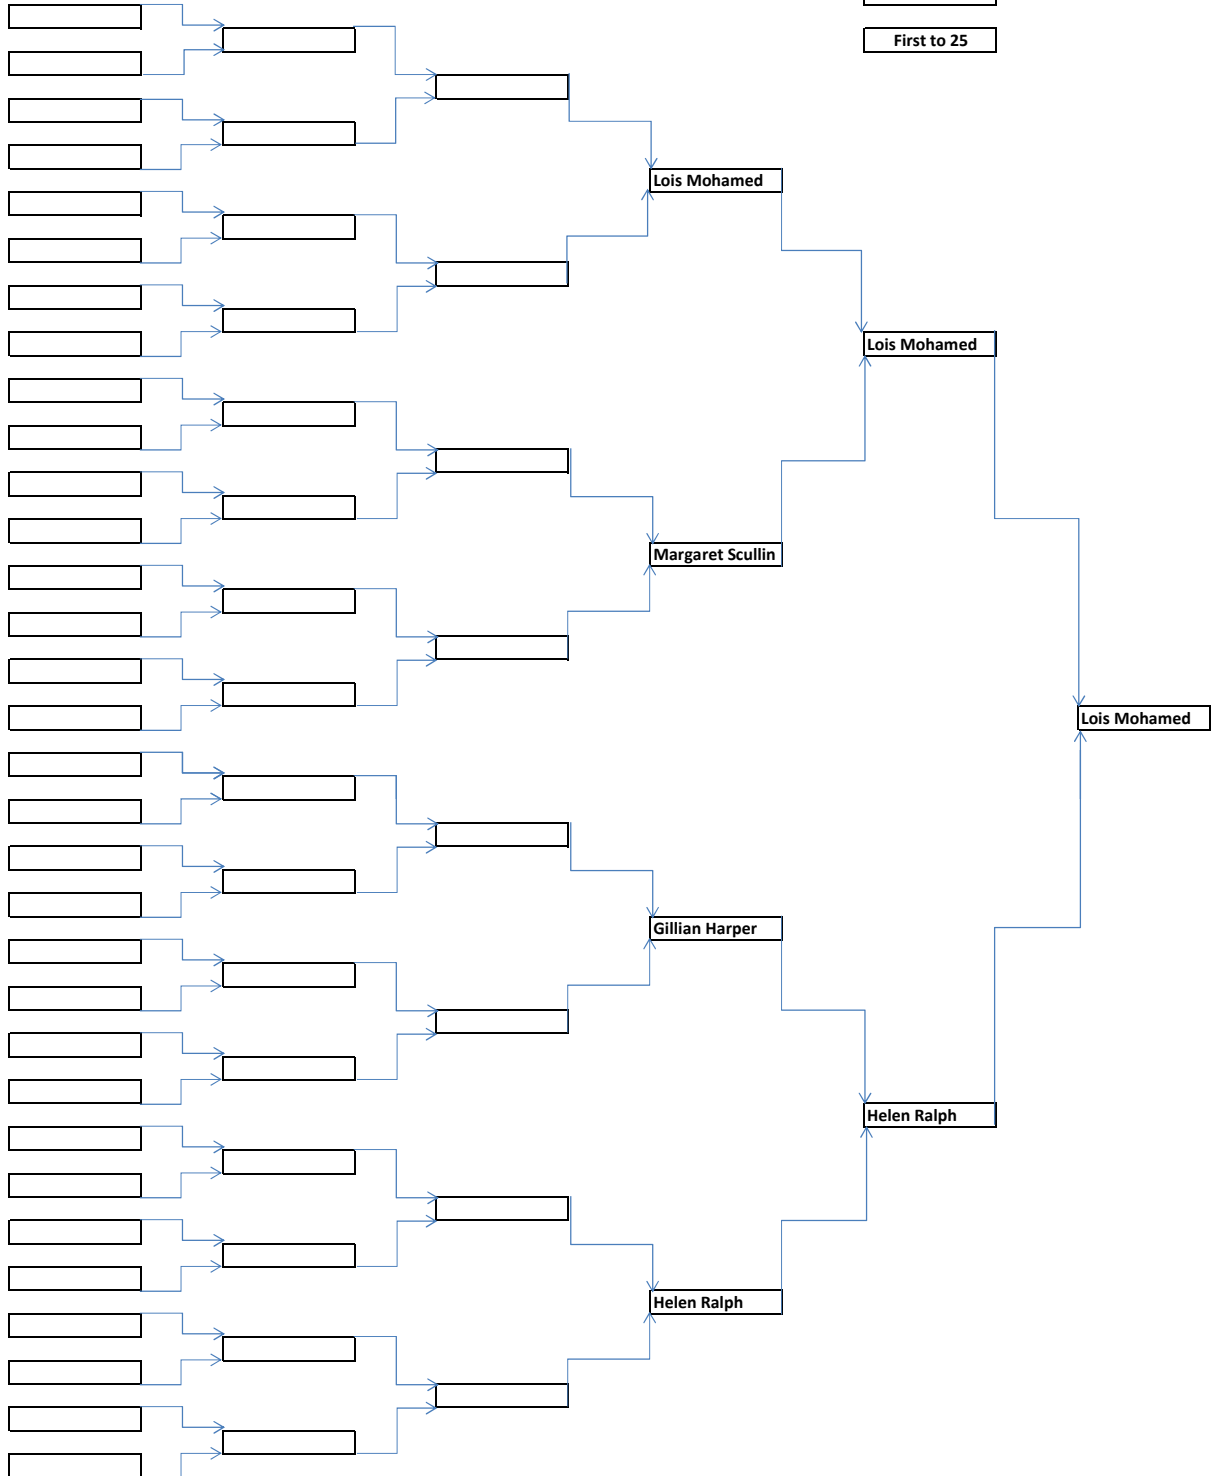 First to 25
Lois Mohamed
Lois Mohamed
Margaret Scullin
Lois Mohamed
Gillian Harper
Helen Ralph
Helen Ralph